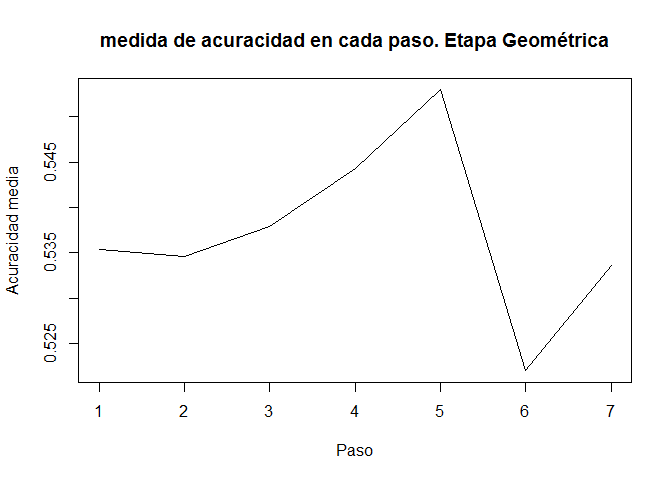 medida de acuracidad en cada paso. Etapa Geométrica
Acuracidad media
0.545
0.535
0.525
1 2 3 4 5 6 7
Paso